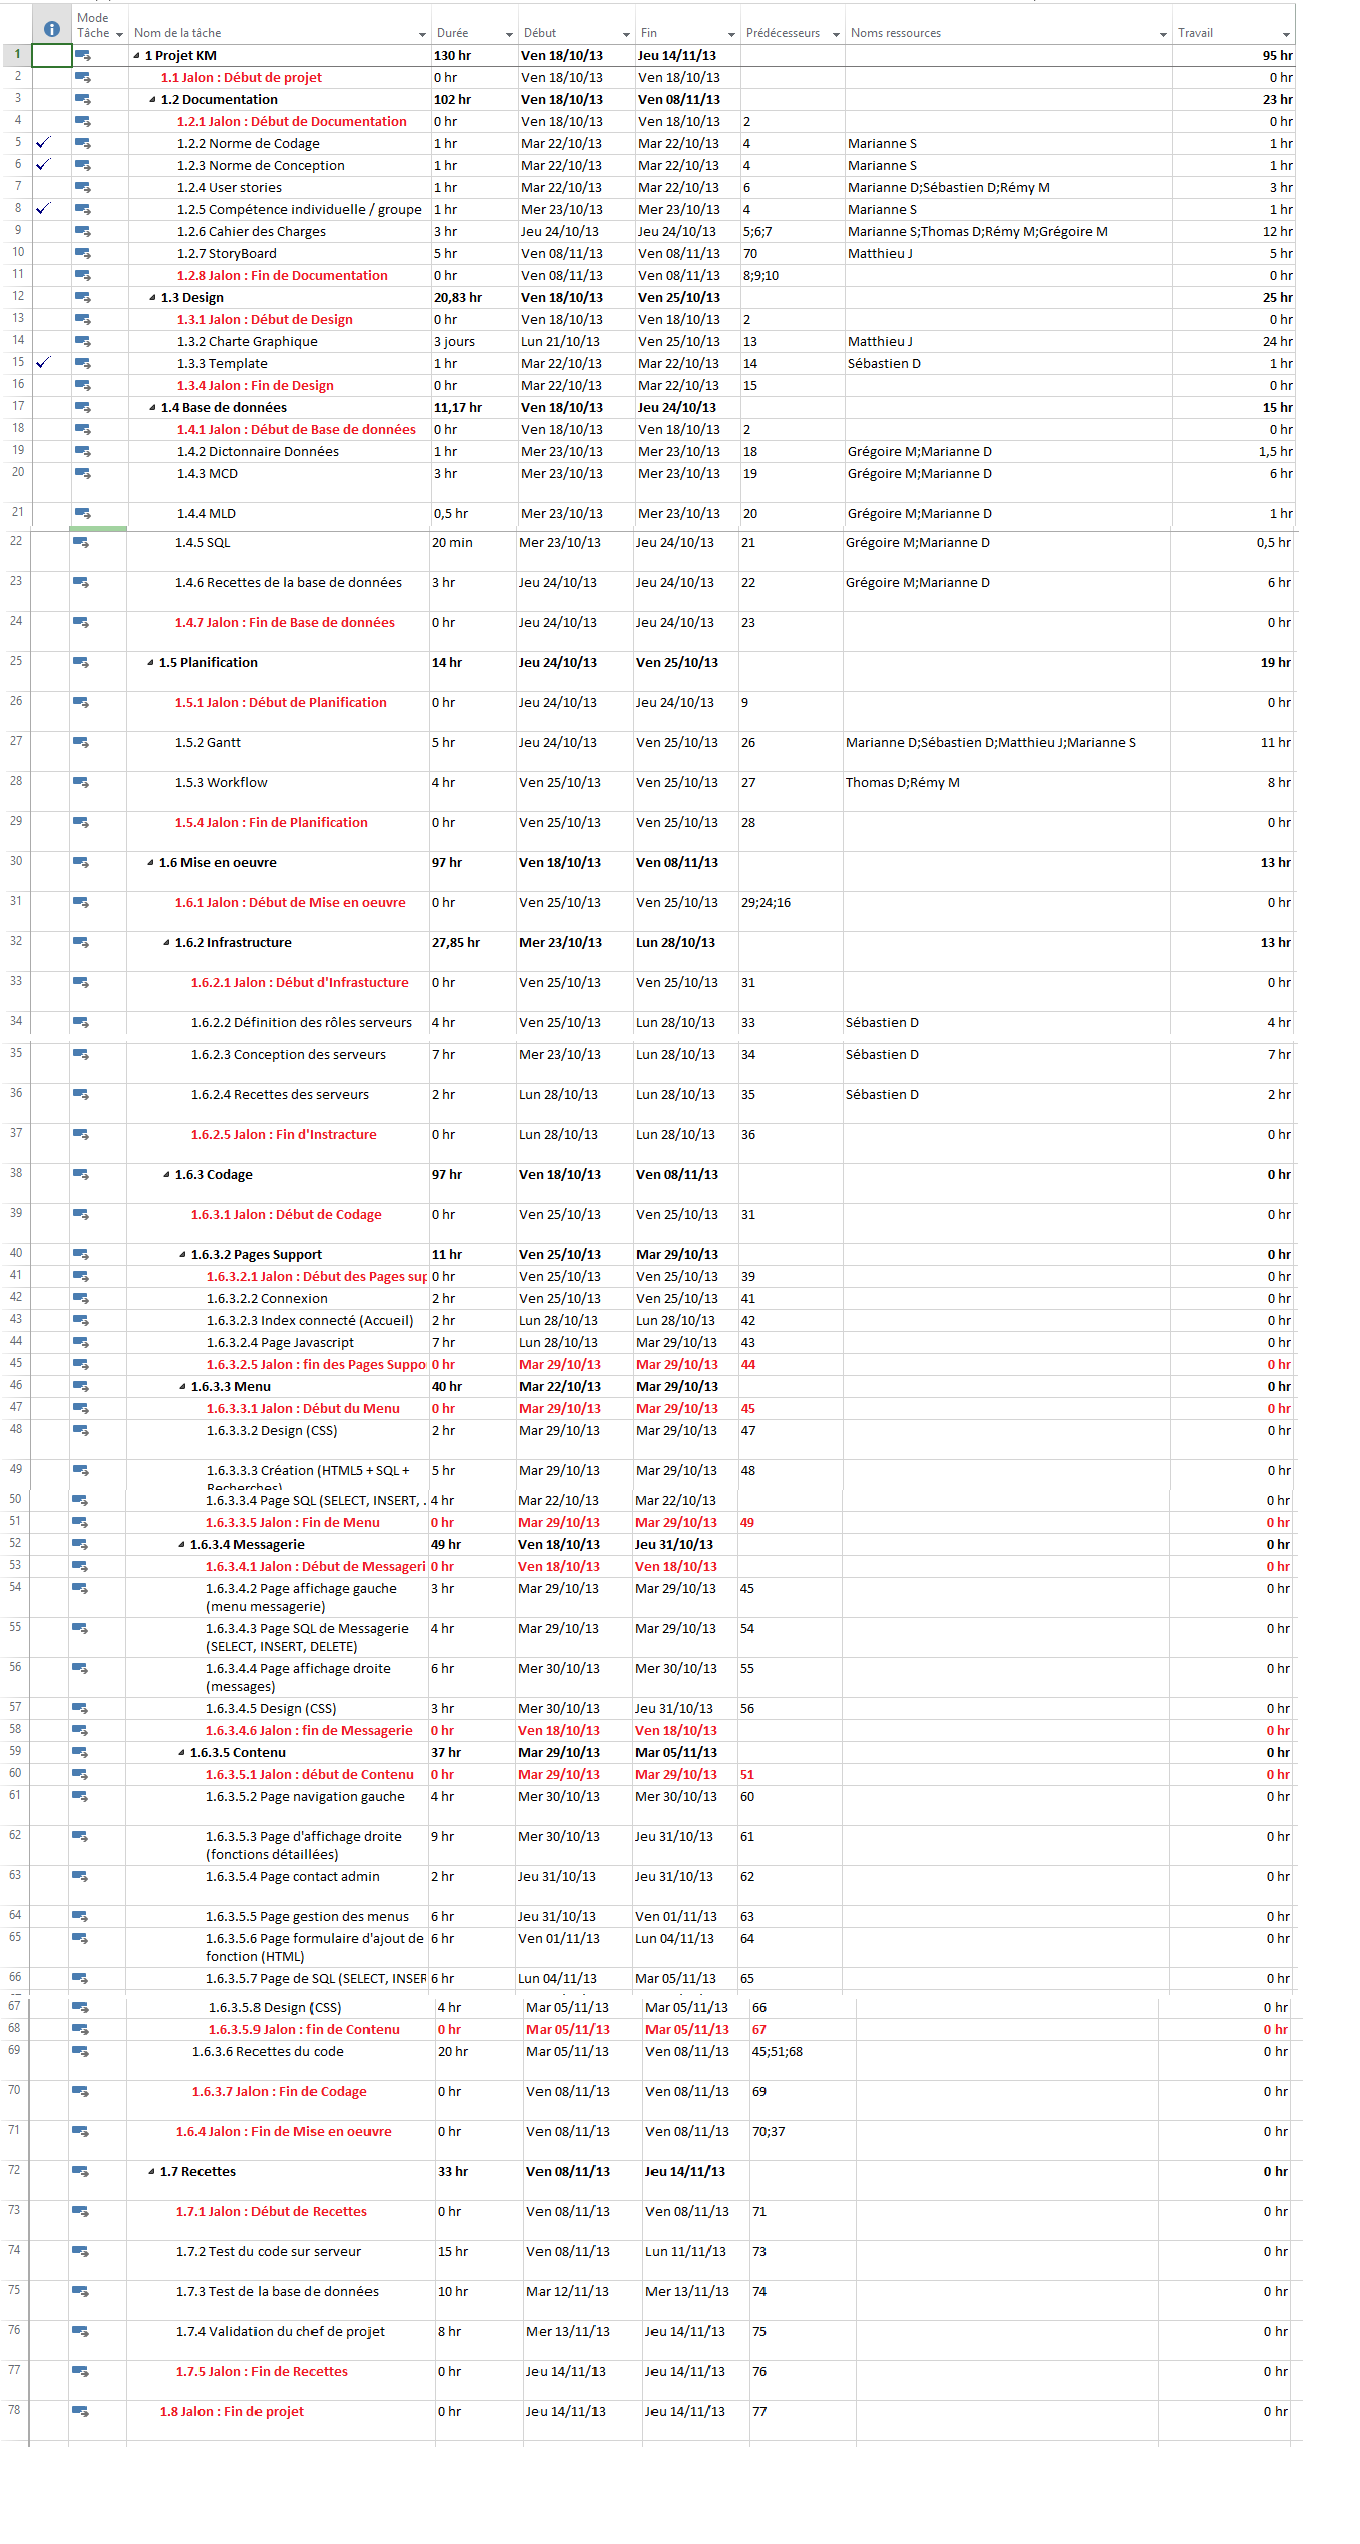 Mode
Tâche Nom de la tâche Durée Début Fin Prédécesseurs Noms ressources Travail
1 1 Projet KM 130 hr Ven 18/10/13 Jeu 14/11/13 95 hr
2 1.1 Jalon : Début de projet 0 hr Ven 18/10/13 Ven 18/10/13 0 hr
3 1.2 Documentation 102 hr Ven 18/10/13 Ven 08/11/13 23 hr
4 1.2.1 Jalon : Début de Documentation 0 hr Ven 18/10/13 Ven 18/10/13 2 0 hr
5 1.2.2 Norme de Codage 1 hr Mar 22/10/13 Mar 22/10/13 4 Marianne S 1 hr
6 1.2.3 Norme de Conception 1 hr Mar 22/10/13 Mar 22/10/13 4 Marianne S 1 hr
7 1.2.4 User stories 1 hr Mar 22/10/13 Mar 22/10/13 6 Marianne D;Sébastien D;Rémy M 3 hr
8 1.2.5 Compétence individuelle / groupe 1 hr Mer 23/10/13 Mer 23/10/13 4 Marianne S 1 hr
9 1.2.6 Cahier des Charges 3 hr Jeu 24/10/13 Jeu 24/10/13 5;6;7 Marianne S;Thomas D;Rémy M;Grégoire M 12 hr
10 1.2.7 StoryBoard 5 hr Ven 08/11/13 Ven 08/11/13 70 Matthieu J 5 hr
11 1.2.8 Jalon : Fin de Documentation 0 hr Ven 08/11/13 Ven 08/11/13 8;9;10 0 hr
12 1.3 Design 20,83 hr Ven 18/10/13 Ven 25/10/13 25 hr
13 1.3.1 Jalon : Début de Design 0 hr Ven 18/10/13 Ven 18/10/13 2 0 hr
14 1.3.2 Charte Graphique 3 jours Lun 21/10/13 Ven 25/10/13 13 Matthieu J 24 hr
15 1.3.3 Template 1 hr Mar 22/10/13 Mar 22/10/13 14 Sébastien D 1 hr
16 1.3.4 Jalon : Fin de Design 0 hr Mar 22/10/13 Mar 22/10/13 15 0 hr
17 1.4 Base de données 11,17 hr Ven 18/10/13 Jeu 24/10/13 15 hr
18 1.4.1 Jalon : Début de Base de données 0 hr Ven 18/10/13 Ven 18/10/13 2 0 hr
19 1.4.2 Dictonnaire Données 1 hr Mer 23/10/13 Mer 23/10/13 18 Grégoire M;Marianne D 1,5 hr
20 1.4.3 MCD 3 hr Mer 23/10/13 Mer 23/10/13 19 Grégoire M;Marianne D 6 hr
21 1.4.4 MLD 0,5 hr Mer 23/10/13 Mer 23/10/13 20 Grégoire M;Marianne D 1 hr
22 1.4.5 SQL 20 min Mer 23/10/13 Jeu 24/10/13 21 Grégoire M;Marianne D 0,5 hr
23 1.4.6 Recettes de la base de données 3 hr Jeu 24/10/13 Jeu 24/10/13 22 Grégoire M;Marianne D 6 hr
24 1.4.7 Jalon : Fin de Base de données 0 hr Jeu 24/10/13 Jeu 24/10/13 23 0 hr
25 1.5 Planification 14 hr Jeu 24/10/13 Ven 25/10/13 19 hr
26 1.5.1 Jalon : Début de Planification 0 hr Jeu 24/10/13 Jeu 24/10/13 9 0 hr
27 1.5.2 Gantt 5 hr Jeu 24/10/13 Ven 25/10/13 26 Marianne D;Sébastien D;Matthieu J;Marianne S 11 hr
28 1.5.3 Workflow 4 hr Ven 25/10/13 Ven 25/10/13 27 Thomas D;Rémy M 8 hr
29 1.5.4 Jalon : Fin de Planification 0 hr Ven 25/10/13 Ven 25/10/13 28 0 hr
30 1.6 Mise en oeuvre 97 hr Ven 18/10/13 Ven 08/11/13 13 hr
31 1.6.1 Jalon : Début de Mise en oeuvre 0 hr Ven 25/10/13 Ven 25/10/13 29;24;16 0 hr
32 1.6.2 Infrastructure 27,85 hr Mer 23/10/13 Lun 28/10/13 13 hr
33 1.6.2.1 Jalon : Début d'Infrastucture 0 hr Ven 25/10/13 Ven 25/10/13 31 0 hr
34 1.6.2.2 Définition des rôles serveurs 4 hr Ven 25/10/13 Lun 28/10/13 33 Sébastien D 4 hr
35 1.6.2.3 Conception des serveurs 7 hr Mer 23/10/13 Lun 28/10/13 34 Sébastien D 7 hr
36 1.6.2.4 Recettes des serveurs 2 hr Lun 28/10/13 Lun 28/10/13 35 Sébastien D 2 hr
37 1.6.2.5 Jalon : Fin d'Instracture 0 hr Lun 28/10/13 Lun 28/10/13 36 0 hr
38 1.6.3 Codage 97 hr Ven 18/10/13 Ven 08/11/13 0 hr
39 1.6.3.1 Jalon : Début de Codage 0 hr Ven 25/10/13 Ven 25/10/13 31 0 hr
40 1.6.3.2 Pages Support 11 hr Ven 25/10/13 Mar 29/10/13 0 hr
41 1.6.3.2.1 Jalon : Début des Pages sup 0 hr Ven 25/10/13 Ven 25/10/13 39 0 hr
42 1.6.3.2.2 Connexion 2 hr Ven 25/10/13 Ven 25/10/13 41 0 hr
43 1.6.3.2.3 Index connecté (Accueil) 2 hr Lun 28/10/13 Lun 28/10/13 42 0 hr
44 1.6.3.2.4 Page Javascript 7 hr Lun 28/10/13 Mar 29/10/13 43 0 hr
45 1.6.3.2.5 Jalon : fin des Pages Suppo 0 hr Mar 29/10/13 Mar 29/10/13 44 0 hr
46 1.6.3.3 Menu 40 hr Mar 22/10/13 Mar 29/10/13 0 hr
47 1.6.3.3.1 Jalon : Début du Menu 0 hr Mar 29/10/13 Mar 29/10/13 45 0 hr
48 1.6.3.3.2 Design (CSS) 2 hr Mar 29/10/13 Mar 29/10/13 47 0 hr
49 1.6.3.3.3 Création (HTML5 + SQL + 5 hr Mar 29/10/13 Mar 29/10/13 48 0 hr
Recherches)
50 1.6.3.3.4 Page SQL (SELECT, INSERT, . 4 hr Mar 22/10/13 Mar 22/10/13 0 hr
51 1.6.3.3.5 Jalon : Fin de Menu 0 hr Mar 29/10/13 Mar 29/10/13 49 0 hr
52 1.6.3.4 Messagerie 49 hr Ven 18/10/13 Jeu 31/10/13 0 hr
53 1.6.3.4.1 Jalon : Début de Messageri 0 hr Ven 18/10/13 Ven 18/10/13 0 hr
54 1.6.3.4.2 Page affichage gauche 3 hr Mar 29/10/13 Mar 29/10/13 45 0 hr
(menu messagerie)
55 1.6.3.4.3 Page SQL de Messagerie 4 hr Mar 29/10/13 Mar 29/10/13 54 0 hr
(SELECT, INSERT, DELETE)
56 1.6.3.4.4 Page affichage droite 6 hr Mer 30/10/13 Mer 30/10/13 55 0 hr
(messages)
57 1.6.3.4.5 Design (CSS) 3 hr Mer 30/10/13 Jeu 31/10/13 56 0 hr
58 1.6.3.4.6 Jalon : fin de Messagerie 0 hr Ven 18/10/13 Ven 18/10/13 0 hr
59 1.6.3.5 Contenu 37 hr Mar 29/10/13 Mar 05/11/13 0 hr
60 1.6.3.5.1 Jalon : début de Contenu 0 hr Mar 29/10/13 Mar 29/10/13 51 0 hr
61 1.6.3.5.2 Page navigation gauche 4 hr Mer 30/10/13 Mer 30/10/13 60 0 hr
62 1.6.3.5.3 Page d'affichage droite 9 hr Mer 30/10/13 Jeu 31/10/13 61 0 hr
(fonctions détaillées)
63 1.6.3.5.4 Page contact admin 2 hr Jeu 31/10/13 Jeu 31/10/13 62 0 hr
64 1.6.3.5.5 Page gestion des menus 6 hr Jeu 31/10/13 Ven 01/11/13 63 0 hr
65 1.6.3.5.6 Page formulaire d'ajout de 6 hr Ven 01/11/13 Lun 04/11/13 64 0 hr
fonction (HTML)
66 1.6.3.5.7 Page de SQL (SELECT, INSER 6 hr Lun 04/11/13 Mar 05/11/13 65 0 hr
67 1.6.3.5.8 Design (CSS) 4 hr Mar 05/11/13 Mar 05/11/13 66 0 hr
68 1.6.3.5.9 Jalon : fin de Contenu 0 hr Mar 05/11/13 Mar 05/11/13 67 0 hr
69 1.6.3.6 Recettes du code 20 hr Mar 05/11/13 Ven 08/11/13 45;51;68 0 hr
70 1.6.3.7 Jalon : Fin de Codage 0 hr Ven 08/11/13 Ven 08/11/13 69 0 hr
71 1.6.4 Jalon : Fin de Mise en oeuvre 0 hr Ven 08/11/13 Ven 08/11/13 70;37 0 hr
72 1.7 Recettes 33 hr Ven 08/11/13 Jeu 14/11/13 0 hr
73 1.7.1 Jalon : Début de Recettes 0 hr Ven 08/11/13 Ven 08/11/13 71 0 hr
74 1.7.2 Test du code sur serveur 15 hr Ven 08/11/13 Lun 11/11/13 73 0 hr
75 1.7.3 Test de la base de données 10 hr Mar 12/11/13 Mer 13/11/13 74 0 hr
76 1.7.4 Validation du chef de projet 8 hr Mer 13/11/13 Jeu 14/11/13 75 0 hr
77 1.7.5 Jalon : Fin de Recettes 0 hr Jeu 14/11/13 Jeu 14/11/13 76 0 hr
78 1.8 Jalon : Fin de projet 0 hr Jeu 14/11/13 Jeu 14/11/13 77 0 hr